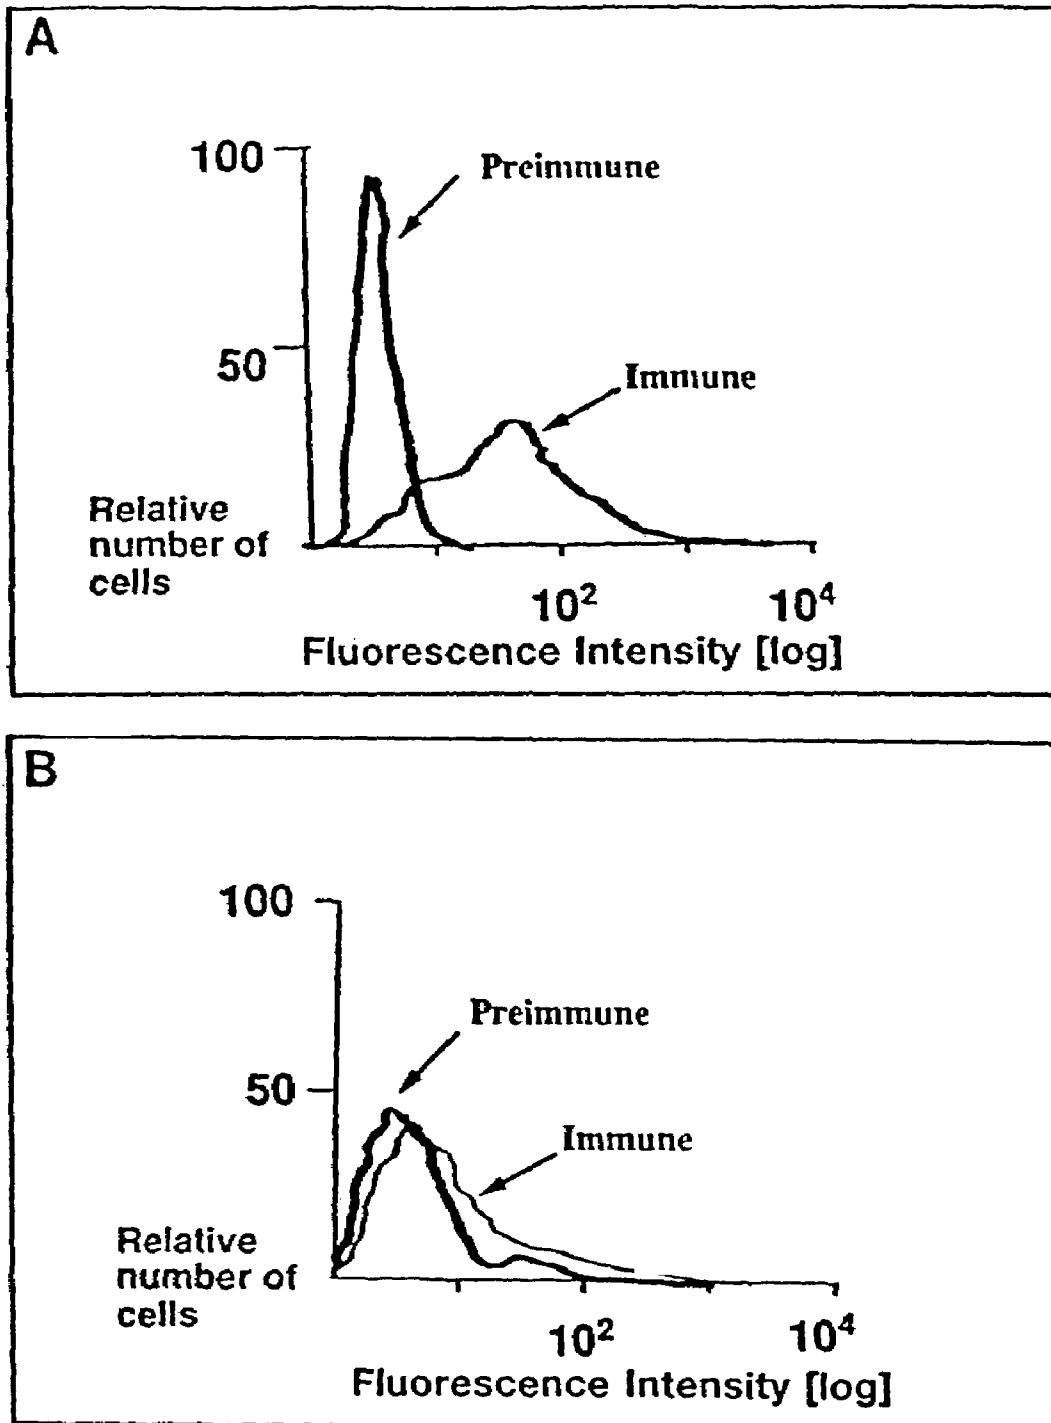 A
100
Preimmune
50
Immune
Relative
number of
cells
10² 10⁴
Fluorescence Intensity [log]
B
100
Preimmune
50
Immune
Relative
number of
cells
10² 10⁴
Fluorescence Intensity [log]